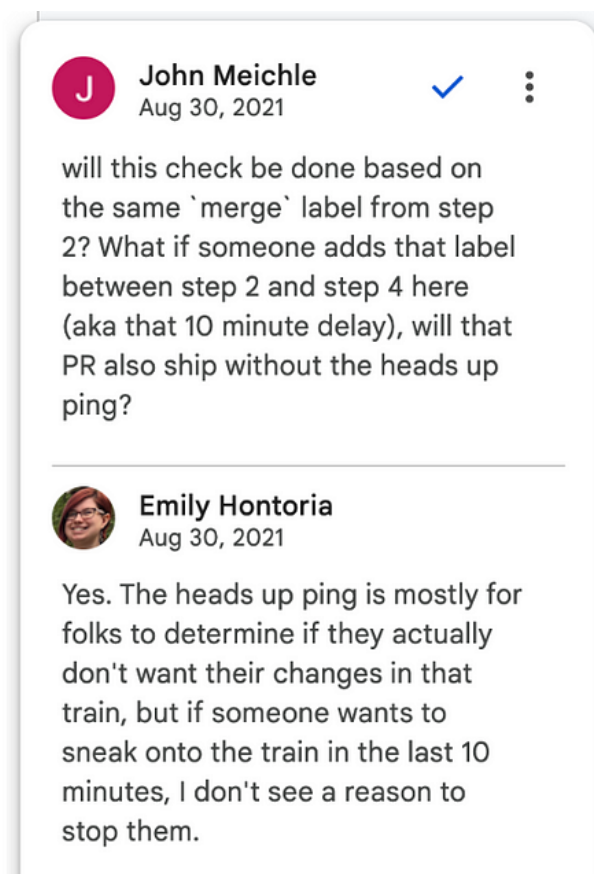 J
John Meichle
Aug 30, 2021
will this check be done based on
the same `merge` label from step
2? What if someone adds that label
between step 2 and step 4 here
(aka that 10 minute delay), will that
PR also ship without the heads up
ping?
Emily Hontoria
Aug 30, 2021
Yes. The heads up ping is mostly for
folks to determine if they actually
don't want their changes in that
train, but if someone wants to
sneak onto the train in the last 10
minutes, I don't see a reason to
stop them.